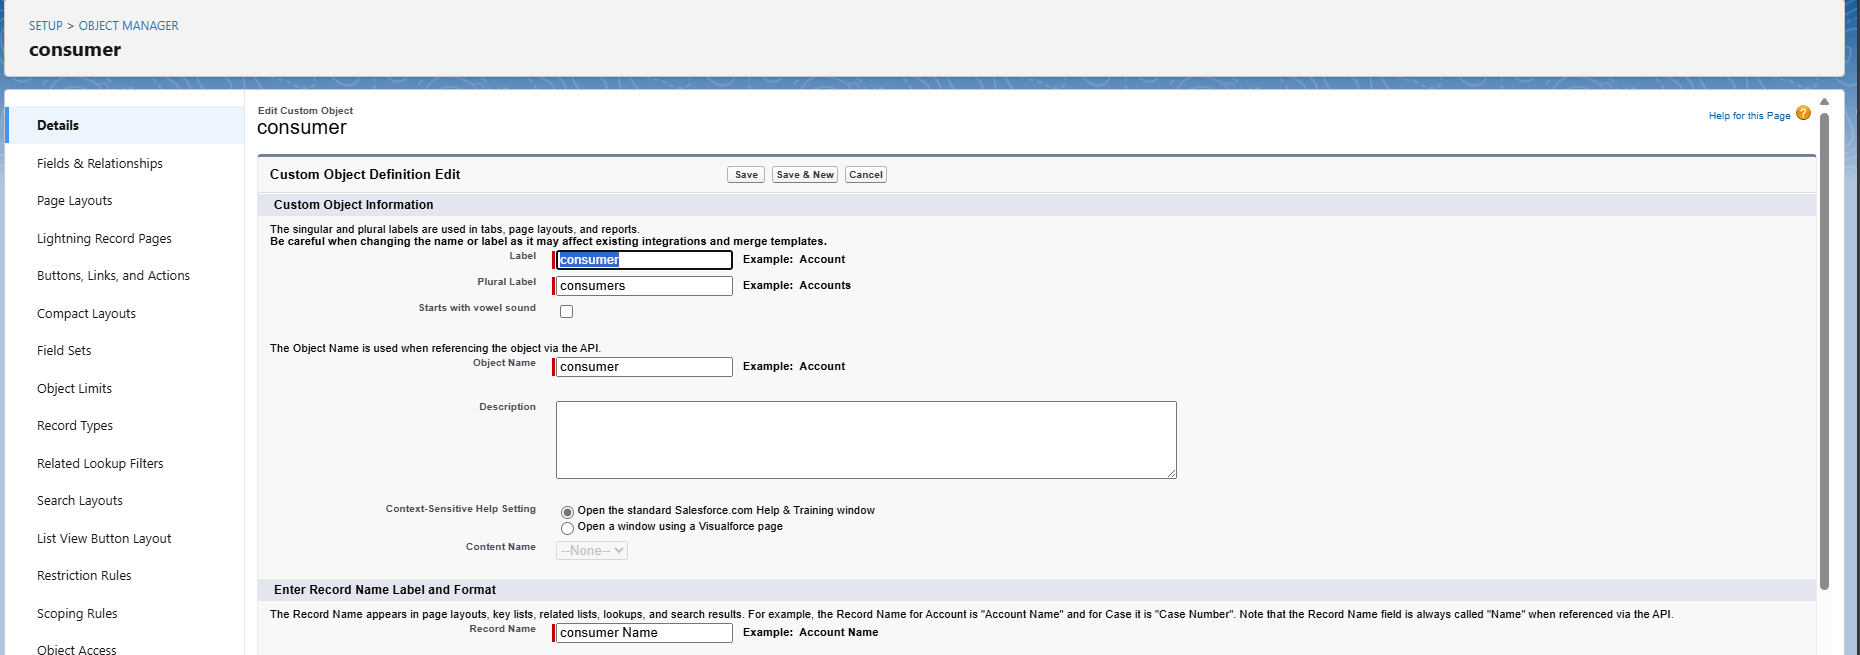 SETUP > OBJECT MANAGER
consumer
Details
Fields & Relationships
Page Layouts
Lightning Record Pages
Buttons, Links, and Actions
Compact Layouts
Field Sets
Object Limits
Record Types
Related Lookup Filters
Search Layouts
List View Button Layout
Restriction Rules
Scoping Rules
Object Access
Edit Custom Object
consumer
Help for this Page ?
Custom Object Definition Edit Save Save & New Cancel
Custom Object Information
The singular and plural labels are used in tabs, page layouts, and reports.
Be careful when changing the name or label as it may affect existing integrations and merge templates.
Label consumer Example: Account
Plural Label consumers Example: Accounts
Starts with vowel sound
The Object Name is used when referencing the object via the API.
Object Name consumer Example: Account
Description
Context-Sensitive Help Setting Open the standard Salesforce.com Help & Training window
Open a window using a Visualforce page
Content Name --None--
Enter Record Name Label and Format
The Record Name appears in page layouts, key lists, related lists, lookups, and search results. For example, the Record Name for Account is "Account Name" and for Case it is "Case Number". Note that the Record Name field is always called "Name" when referenced via the API.
Record Name consumer Name Example: Account Name